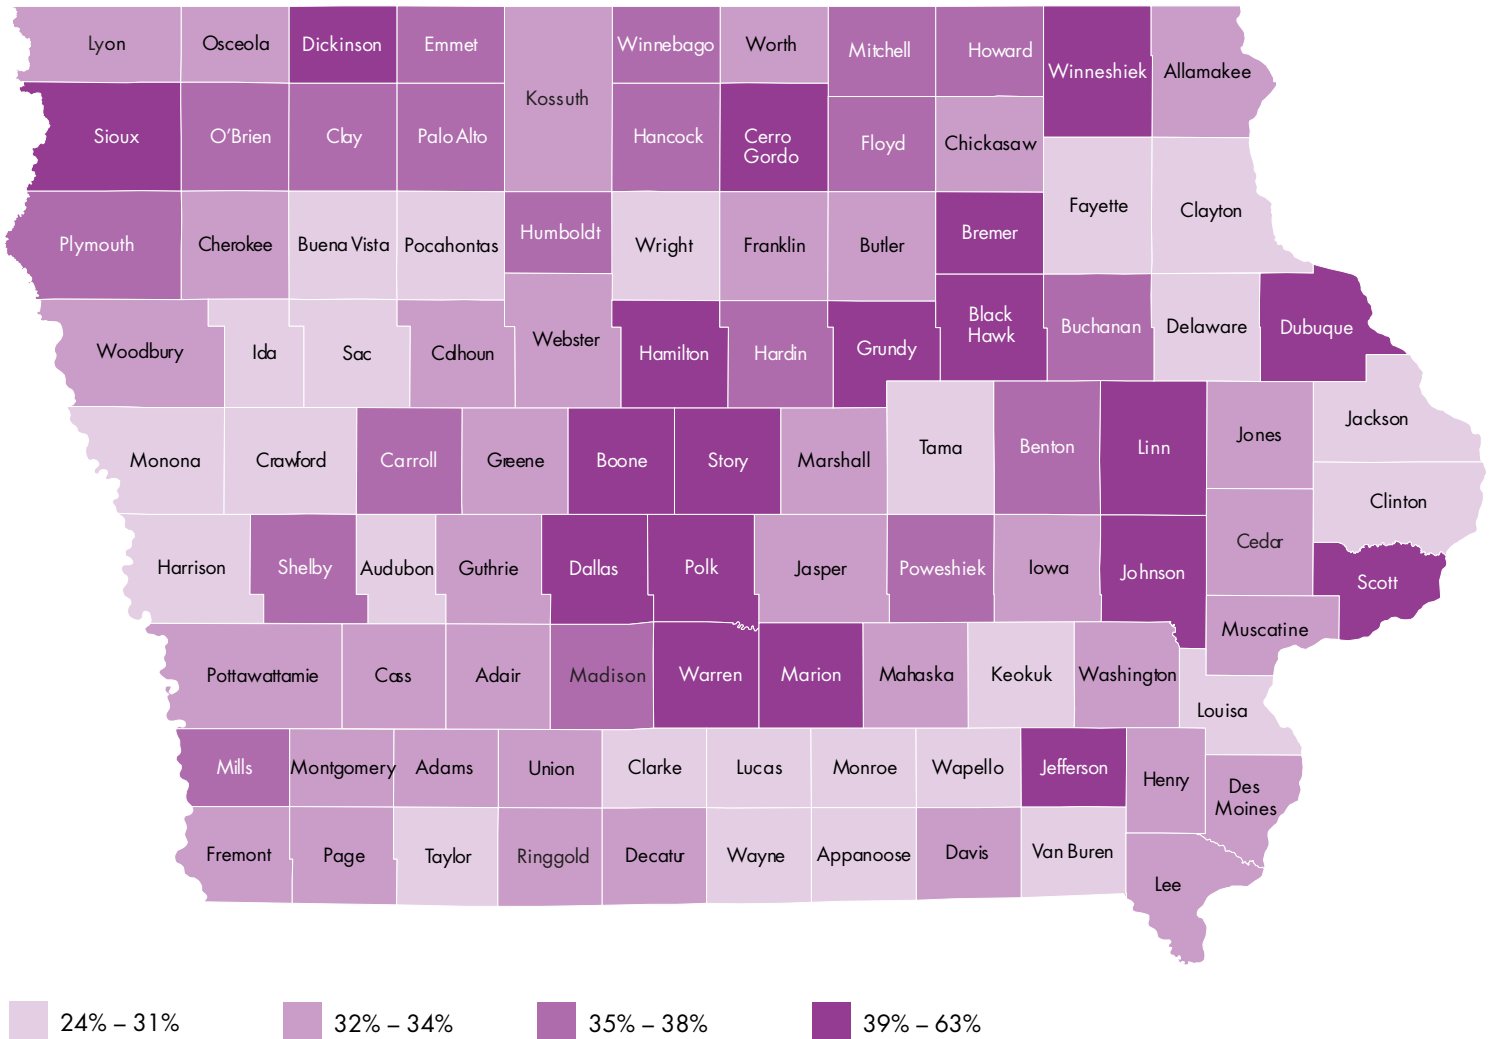 Lyon
Osceola
Dickinson
Emmet
Kossuth
Winnebago
Worth
Mitchell
Howard
Winneshiek
Allamakee
Sioux
O'Brien
Clay
Palo Alto
Hancock
Cerro
Gordo
Floyd
Chickasaw
Fayette
Clayton
Plymouth
Cherokee
Buena Vista
Pocahontas
Humboldt
Wright
Franklin
Butler
Bremer
Woodbury
Ida
Sac
Calhoun
Webster
Hamilton
Hardin
Grundy
Black
Hawk
Buchanan
Delaware
Dubuque
Monona
Crawford
Carroll
Greene
Boone
Story
Marshall
Tama
Benton
Linn
Jones
Jackson
Clinton
Harrison
Shelby
Audubon
Guthrie
Dallas
Polk
Jasper
Poweshiek
Iowa
Johnson
Cedar
Scott
Muscatine
Pottawattamie
Cass
Adair
Madison
Warren
Marion
Mahaska
Keokuk
Washington
Louisa
Mills
Montgomery
Adams
Union
Clarke
Lucas
Monroe
Wapello
Jefferson
Henry
Des
Moines
Fremont
Page
Taylor
Ringgold
Decatur
Wayne
Appanoose
Davis
Van Buren
Lee
24% – 31%
32% – 34%
35% – 38%
39% – 63%